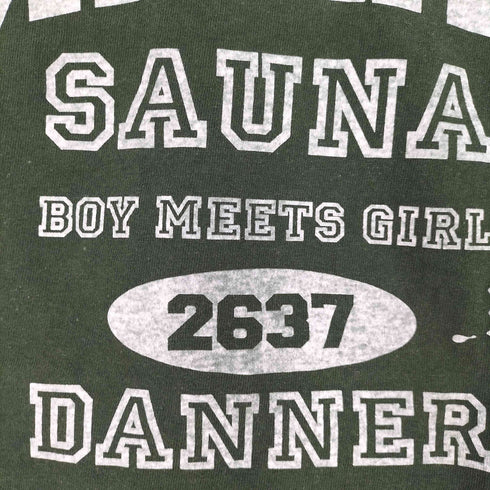 SAUNA
BOY MEETS GIRL
2637
DANNER